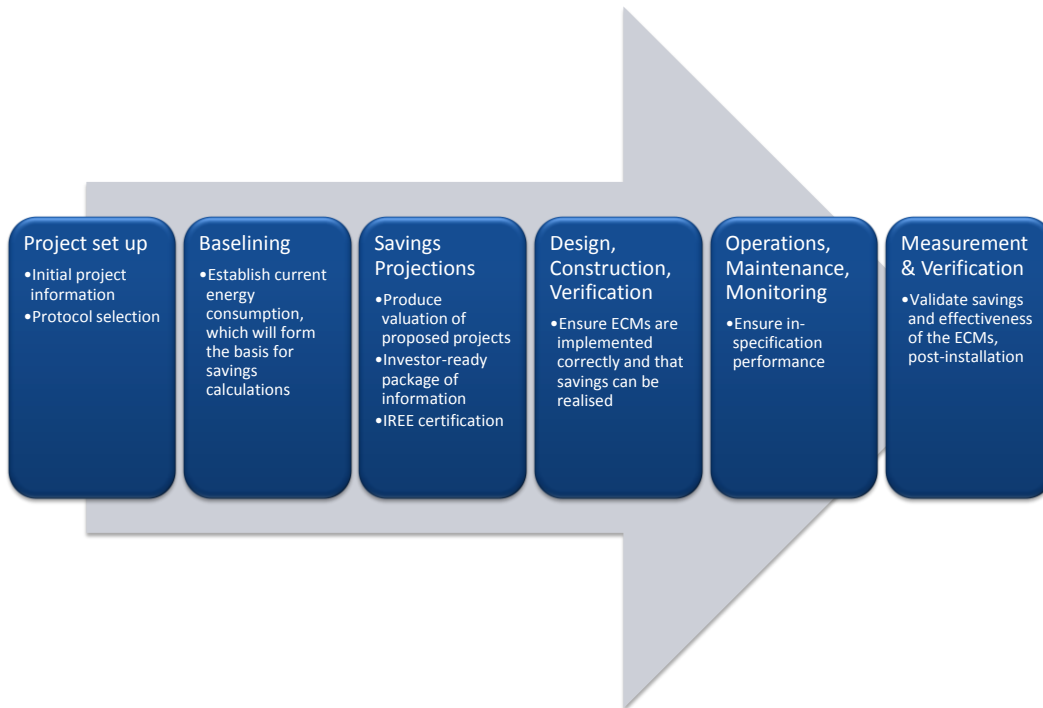 Project set up
•Initial project
information
•Protocol selection
Baselining
•Establish current
energy
consumption,
which will form
the basis for
savings
calculations
Savings
Projections
•Produce
valuation of
proposed projects
•Investor-ready
package of
information
•IREE certification
Design,
Construction,
Verification
•Ensure ECMs are
implemented
correctly and that
savings can be
realised
Operations,
Maintenance,
Monitoring
•Ensure in-
specification
performance
Measurement
& Verification
•Validate savings
and effectiveness
of the ECMs,
post-installation